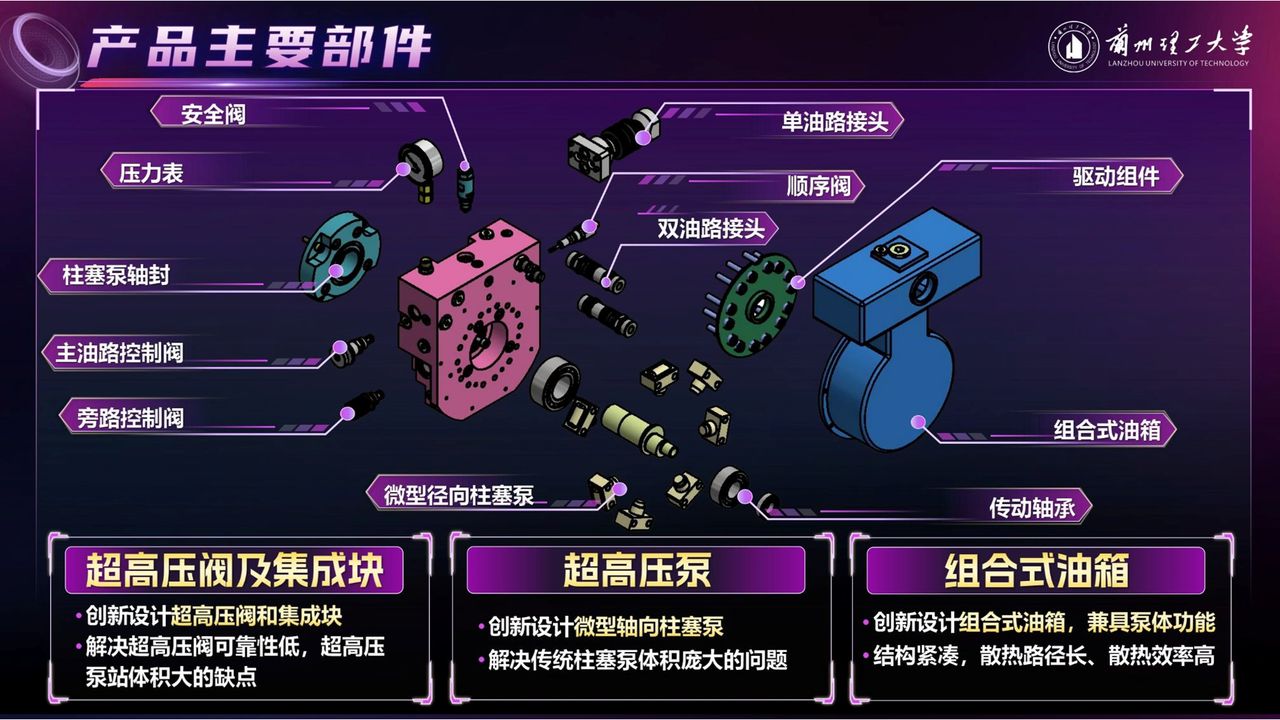 产品主要部件
兰州理工大学
LANZHOU UNIVERSITY OF TECHNOLOGY
安全阀
单油路接头
压力表
顺序阀
驱动组件
双油路接头
柱塞泵轴封
主油路控制阀
旁路控制阀
组合式油箱
微型径向柱塞泵
传动轴承
超高压阀及集成块
·创新设计超高压阀和集成块
·解决超高压阀可靠性低，超高压
泵站体积大的缺点
超高压泵
·创新设计微型轴向柱塞泵
·解决传统柱塞泵体积庞大的问题
组合式油箱
·创新设计组合式油箱，兼具泵体功能
·结构紧凑，散热路径长、散热效率高